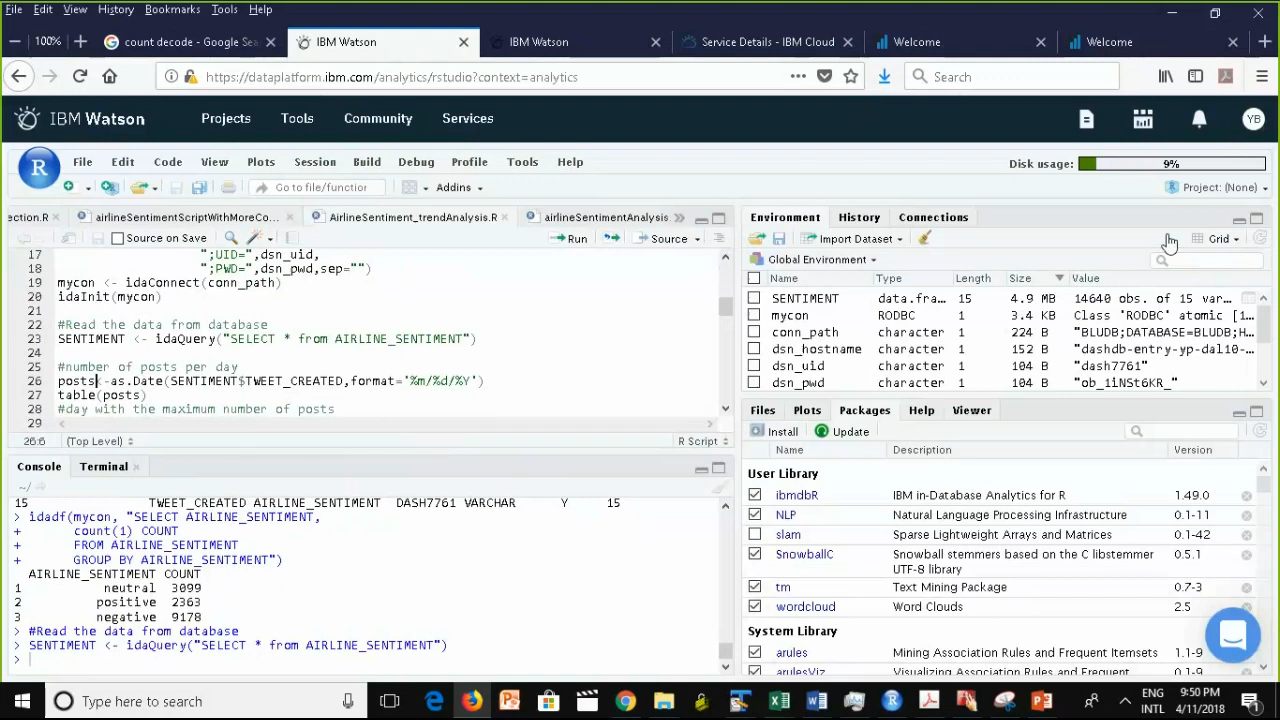 File Edit View History Bookmarks Tools Help
100% count decode - Google Sea IBM Watson IBM Watson Service Details - IBM Cloud Welcome Welcome
https://dataplatform.ibm.com/analytics/rstudio?context=analytics Search
IBM Watson Projects Tools Community Services YB
R File Edit Code View Plots Session Build Debug Profile Tools Help Disk usage: 9%
Go to file/function Addins Project: (None)
ection.R airlineSentimentScriptWithMoreCo... AirlineSentiment_trendAnalysis.R airlineSentimentAnalysis
Source on Save Run Source
17 ";UID=",dsn_uid,
18 ";PWD=",dsn_pwd,sep="")
19 mycon <- idaConnect(conn_path)
20 idaInit(mycon)
21
22 #Read the data from database
23 SENTIMENT <- idaQuery("SELECT * from AIRLINE_SENTIMENT")
24
25 #number of posts per day
26 posts<-as.Date(SENTIMENT$TWEET_CREATED,format='%m/%d/%Y')
27 table(posts)
28 #day with the maximum number of posts
29
26:6 (Top Level) R Script
Console Terminal
~/
15 TWEET_CREATED AIRLINE_SENTIMENT DASH7761 VARCHAR Y 15
> idadf(mycon, "SELECT AIRLINE_SENTIMENT,
+ count(1) COUNT
+ FROM AIRLINE_SENTIMENT
+ GROUP BY AIRLINE_SENTIMENT")
AIRLINE_SENTIMENT COUNT
1 neutral 3099
2 positive 2363
3 negative 9178
> #Read the data from database
> SENTIMENT <- idaQuery("SELECT * from AIRLINE_SENTIMENT")
>
Environment History Connections
Import Dataset Grid
Global Environment
Name Type Length Size Value
SENTIMENT data.fra... 15 4.9 MB 14640 obs. of 15 var...
mycon RODBC 1 3.4 KB Class 'RODBC' atomic [1...
conn_path character 1 224 B "BLUDB;DATABASE=BLUDB;H...
dsn_hostname character 1 152 B "dashdb-entry-yp-dal10-...
dsn_uid character 1 104 B "dash7761"
dsn_pwd character 1 104 B "ob_1iNSt6KR_"
Files Plots Packages Help Viewer
Install Update
Name Description Version
User Library
ibmdbR IBM in-Database Analytics for R 1.49.0
NLP Natural Language Processing Infrastructure 0.1-11
slam Sparse Lightweight Arrays and Matrices 0.1-42
SnowballC Snowball stemmers based on the C libstemmer 0.5.1
UTF-8 library
tm Text Mining Package 0.7-3
wordcloud Word Clouds 2.5
System Library
arules Mining Association Rules and Frequent Itemsets 1.1-9
arulesViz Visualizing Association Rules and Frequent 0.1-9
Type here to search ENG 9:50 PM
INTL 4/11/2018